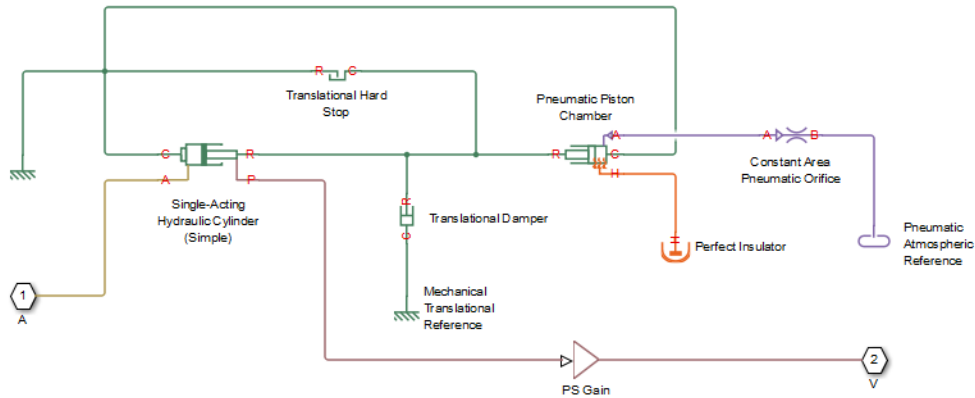 R
C
Translational Hard
Stop
Pneumatic Piston
Chamber
A
A
B
C
R
R
C
H
Constant Area
Pneumatic Orifice
A
P
Single-Acting
Hydraulic Cylinder
(Simple)
R
C
Translational Damper
H
Perfect Insulator
Pneumatic
Atmospheric
Reference
Mechanical
Translational
Reference
1
A
2
V
PS Gain